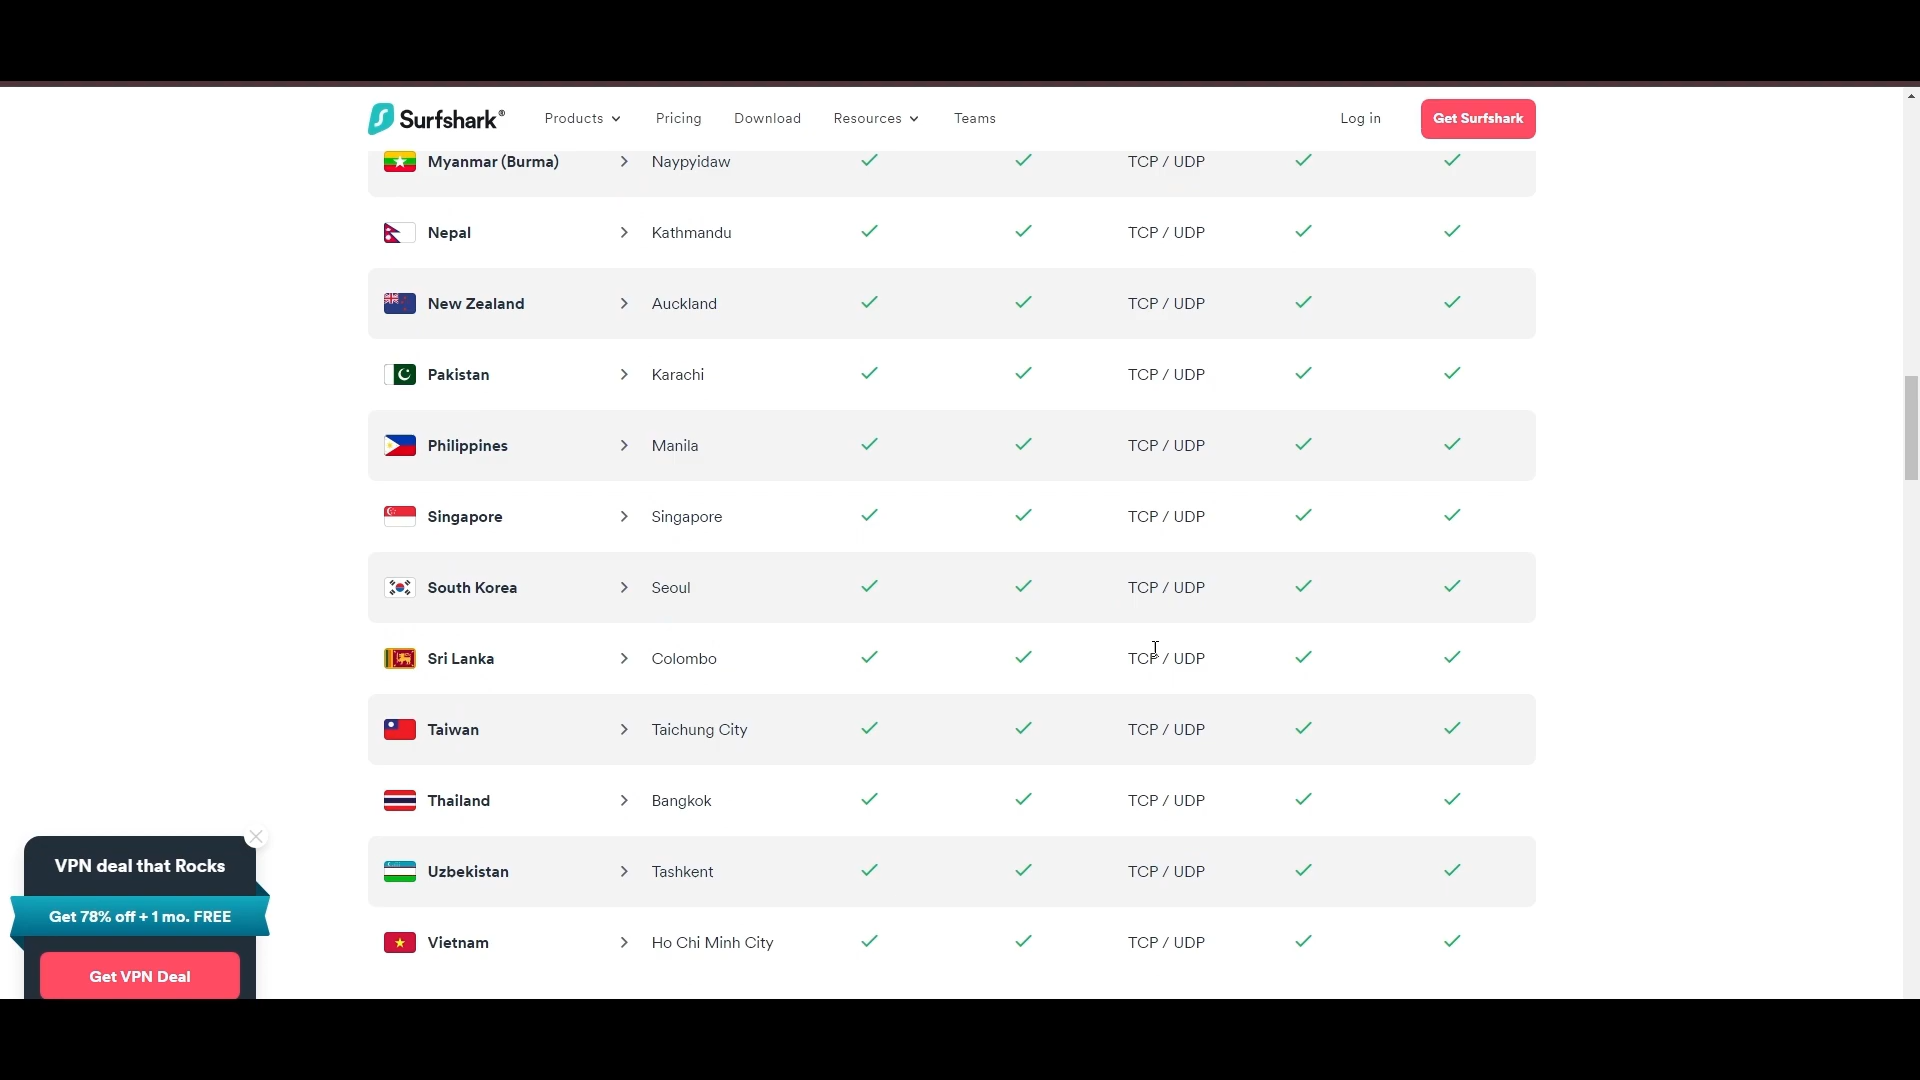 Surfshark® Products Pricing Download Resources Teams Log in Get Surfshark
Myanmar (Burma) Naypyidaw TCP / UDP
Nepal Kathmandu TCP / UDP
New Zealand Auckland TCP / UDP
Pakistan Karachi TCP / UDP
Philippines Manila TCP / UDP
Singapore Singapore TCP / UDP
South Korea Seoul TCP / UDP
Sri Lanka Colombo TCP / UDP
Taiwan Taichung City TCP / UDP
Thailand Bangkok TCP / UDP
Uzbekistan Tashkent TCP / UDP
Vietnam Ho Chi Minh City TCP / UDP
VPN deal that Rocks
Get 78% off + 1 mo. FREE
Get VPN Deal